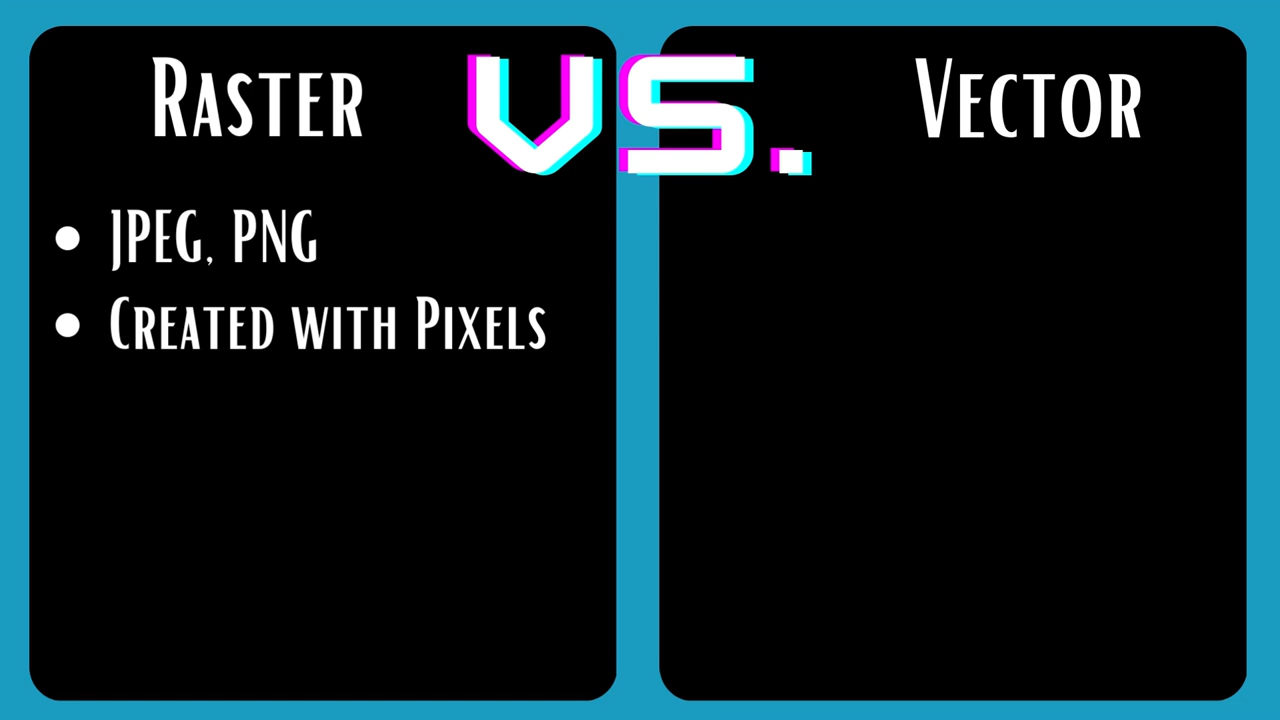 Raster
VS.
Vector
JPEG, PNG
Created with Pixels